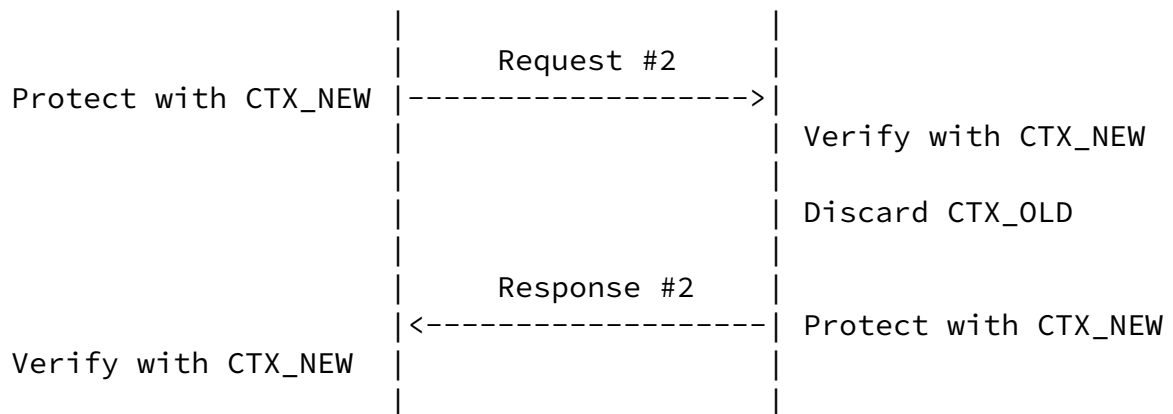 Request #2
Protect with CTX_NEW |------------------->|
Verify with CTX_NEW
Discard CTX_OLD
Response #2
|<-------------------| Protect with CTX_NEW
Verify with CTX_NEW